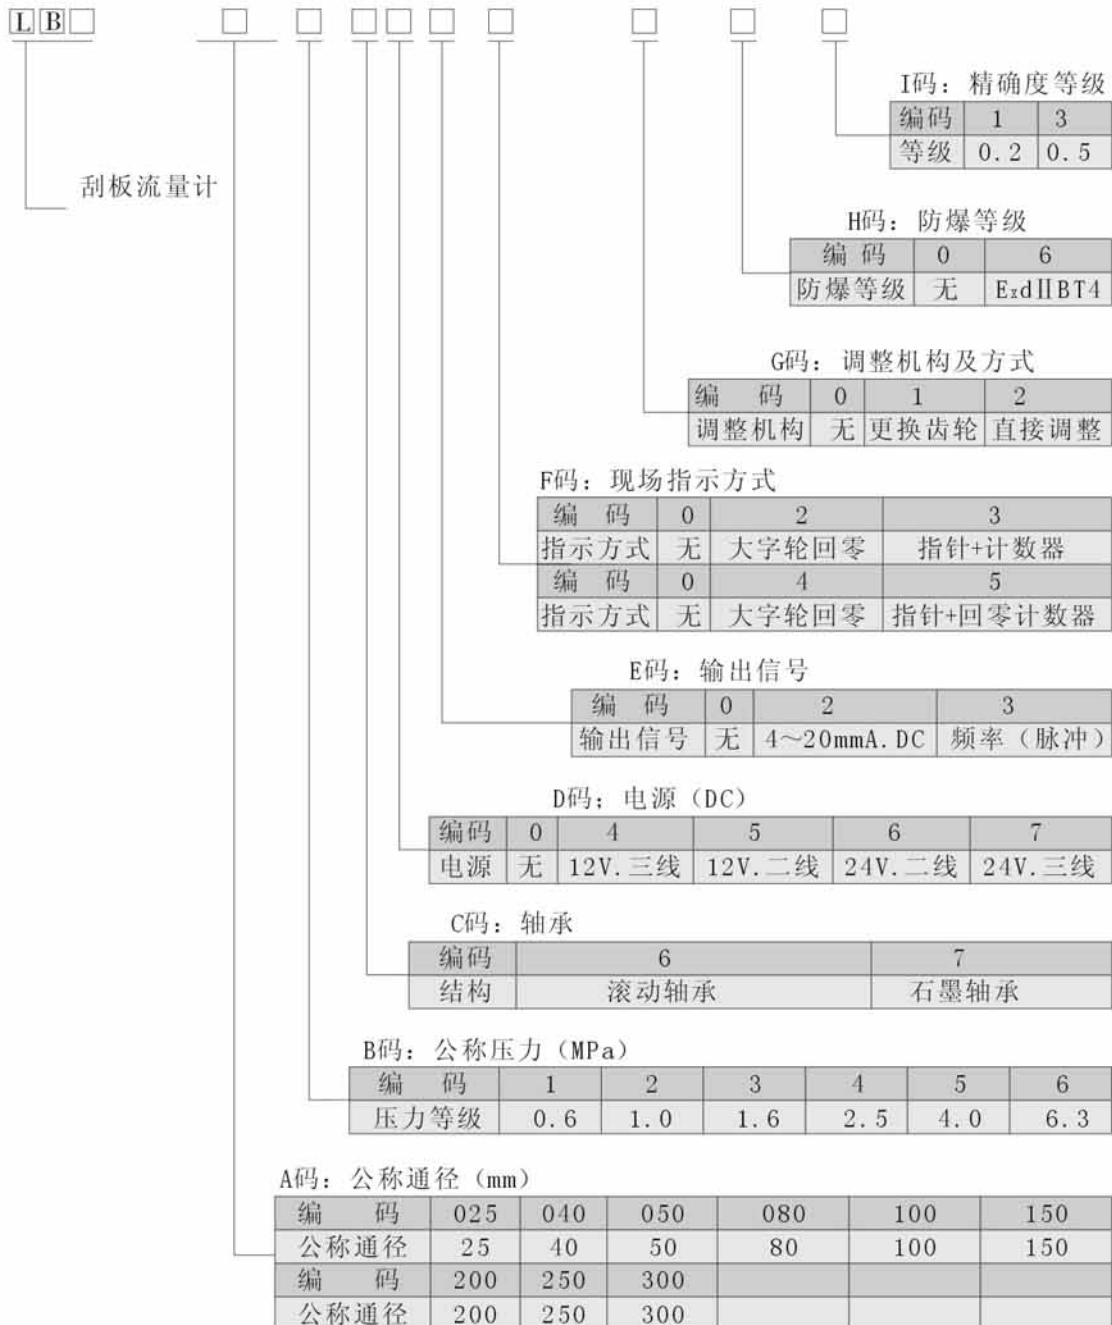 LB
I码：精确度等级
编码 1 3
等级 0.2 0.5
刮板流量计
H码：防爆等级
编码 0 6
防爆等级 无 ExdIIBT4
G码：调整机构及方式
编码 0 1 2
调整机构 无 更换齿轮 直接调整
F码：现场指示方式
编码 0 2 3
指示方式 无 大字轮回零 指针+计数器
编码 0 4 5
指示方式 无 大字轮回零 指针+回零计数器
E码：输出信号
编码 0 2 3
输出信号 无 4～20mmA.DC 频率（脉冲）
D码；电源（DC）
编码 0 4 5 6 7
电源 无 12V.三线 12V.二线 24V.二线 24V.三线
C码：轴承
编码 6 7
结构 滚动轴承 石墨轴承
B码：公称压力（MPa）
编码 1 2 3 4 5 6
压力等级 0.6 1.0 1.6 2.5 4.0 6.3
A码：公称通径（mm）
编码 025 040 050 080 100 150
公称通径 25 40 50 80 100 150
编码 200 250 300
公称通径 200 250 300